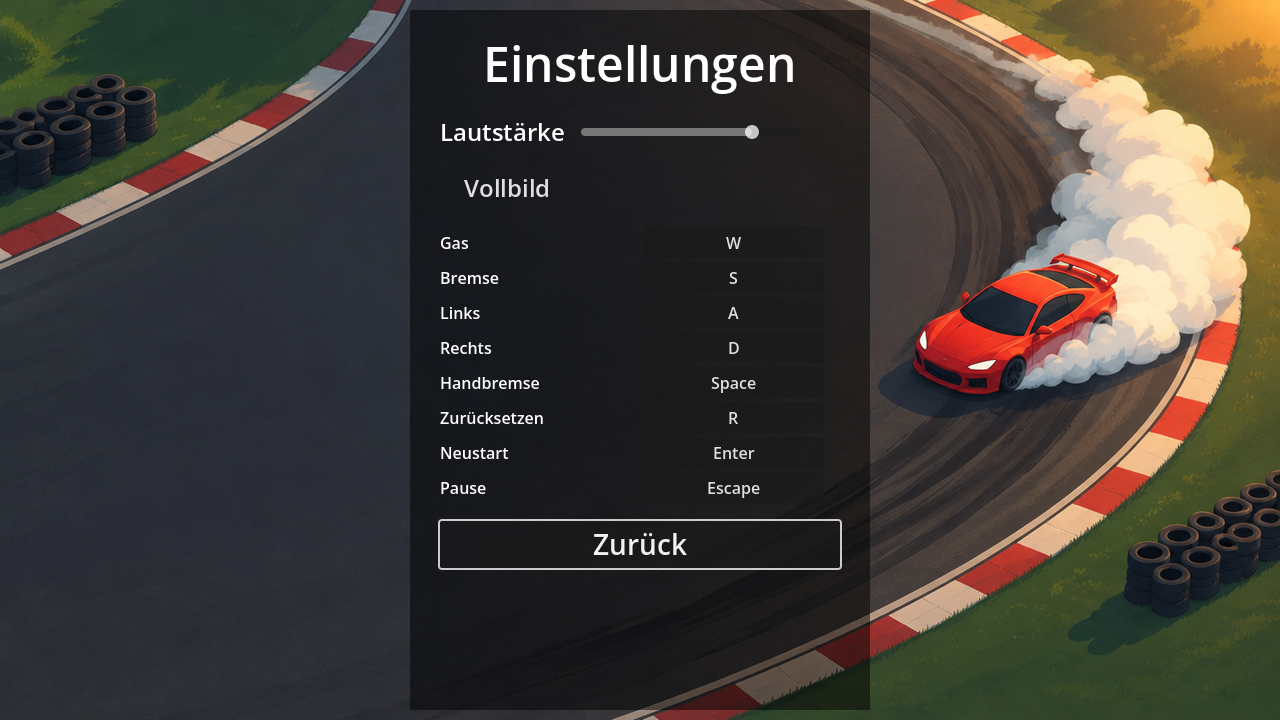 Einstellungen
Lautstärke
Vollbild
Gas W
Bremse S
Links A
Rechts D
Handbremse Space
Zurücksetzen R
Neustart Enter
Pause Escape
Zurück